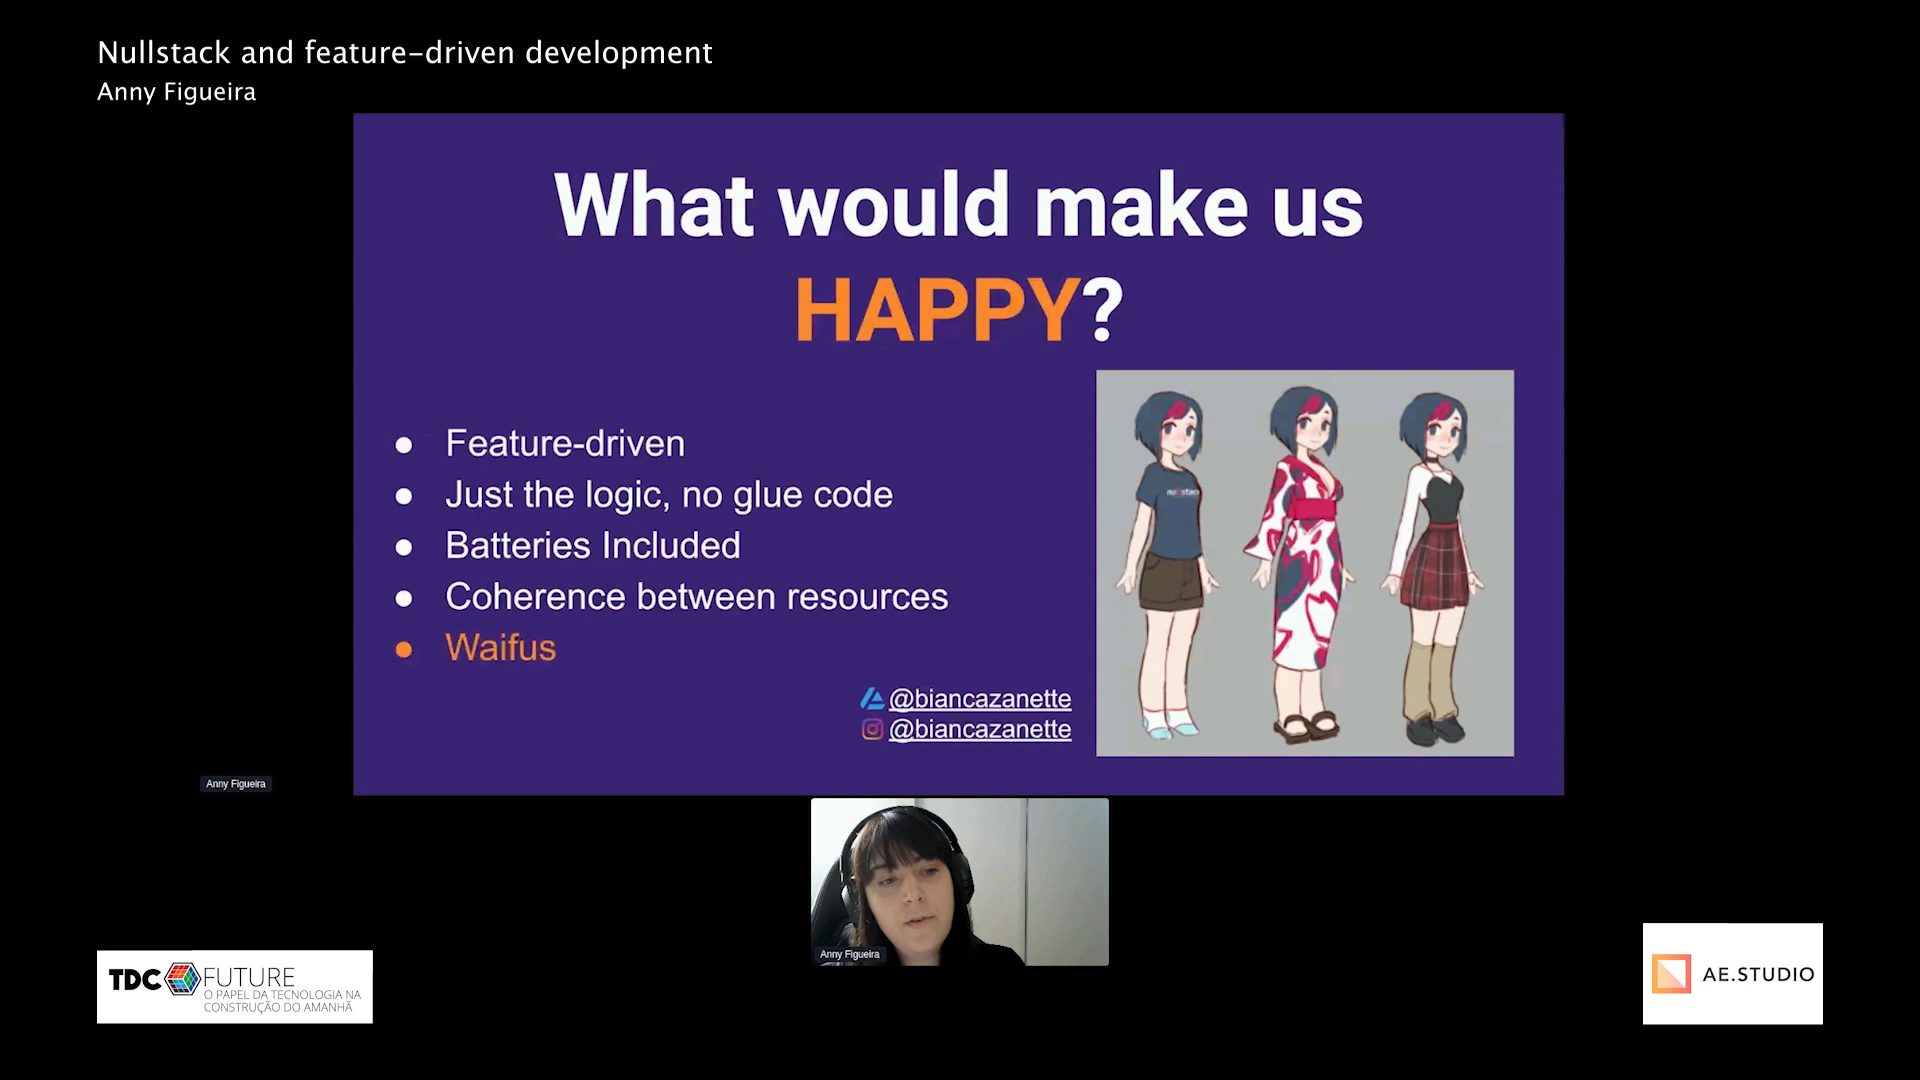 Nullstack and feature-driven development
Anny Figueira
What would make us
HAPPY?
Feature-driven
Just the logic, no glue code
Batteries Included
Coherence between resources
Waifus
@biancazanette
@biancazanette
Anny Figueira
Anny Figueira
TDC FUTURE
O PAPEL DA TECNOLOGIA NA
CONSTRUÇÃO DO AMANHÃ
AE.STUDIO